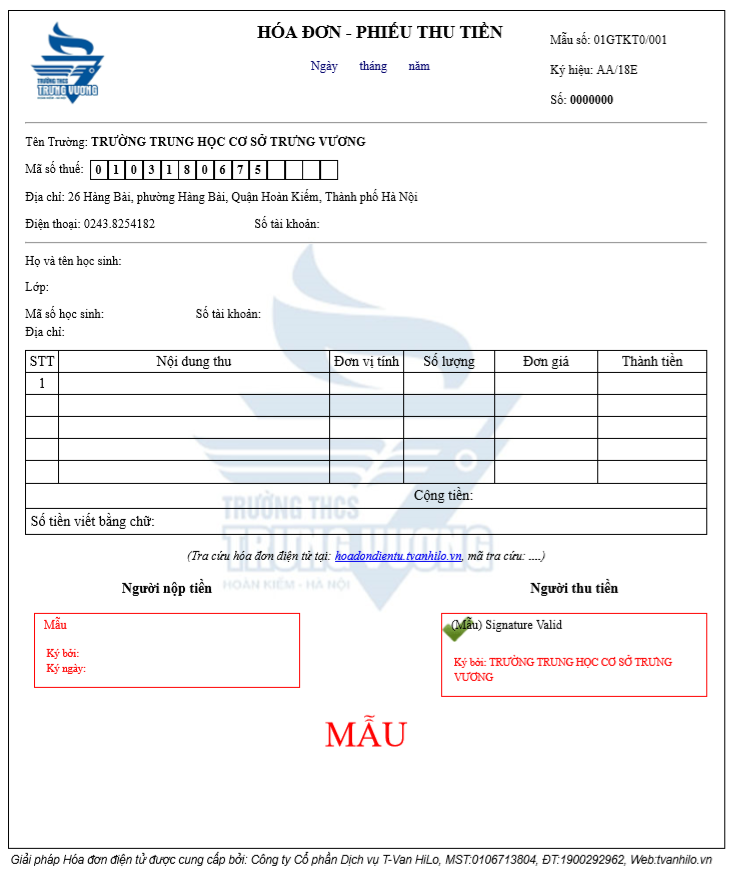 HÓA ĐƠN - PHIẾU THU TIỀN
Ngày tháng năm
Mẫu số: 01GTKT0/001
Ký hiệu: AA/18E
Số: 0000000
TRƯỜNG THCS
TRƯNG VƯƠNG
Tên Trường: TRƯỜNG TRUNG HỌC CƠ SỞ TRƯNG VƯƠNG
Mã số thuế: 0 1 0 3 1 8 0 6 7 5
Địa chỉ: 26 Hàng Bài, phường Hàng Bài, Quận Hoàn Kiếm, Thành phố Hà Nội
Điện thoại: 0243.8254182 Số tài khoản:
Họ và tên học sinh:
Lớp:
Mã số học sinh: Số tài khoản:
Địa chỉ:
STT Nội dung thu Đơn vị tính Số lượng Đơn giá Thành tiền
1
Cộng tiền:
Số tiền viết bằng chữ:
TRƯỜNG THCS
TRƯNG VƯƠNG
HOÀN KIẾM - HÀ NỘI
(Tra cứu hóa đơn điện tử tại: hoadondientu.tvanhilo.vn, mã tra cứu: ....)
Người nộp tiền Người thu tiền
Mẫu
Ký bởi:
Ký ngày:
(Mẫu) Signature Valid
Ký bởi: TRƯỜNG TRUNG HỌC CƠ SỞ TRƯNG
VƯƠNG
MẪU
Giải pháp Hóa đơn điện tử được cung cấp bởi: Công ty Cổ phần Dịch vụ T-Van HiLo, MST:0106713804, ĐT:1900292962, Web:tvanhilo.vn